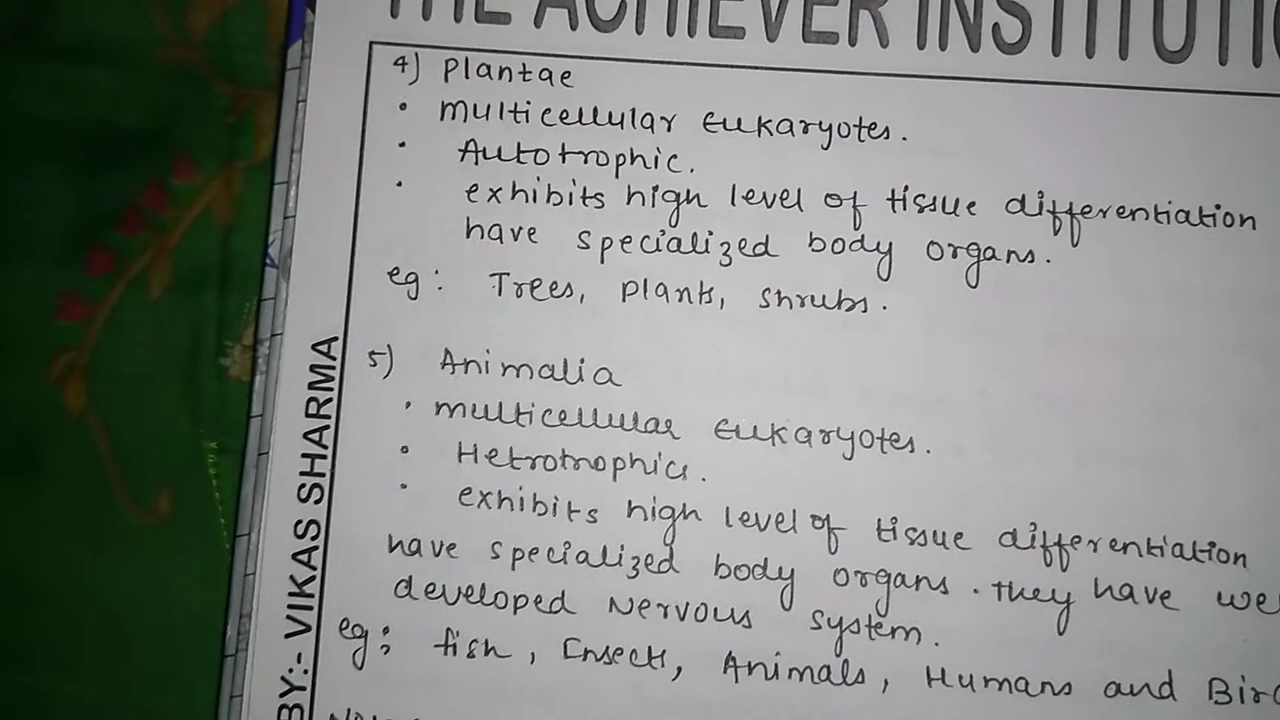 THE ACHIEVER INSTITUTI
4) Plantae
• multicellular eukaryotes.
• Autotrophic.
• exhibits high level of tissue differentiation
have specialized body organs.
eg: Trees, plants, shrubs.
5) Animalia
• multicellular eukaryotes.
• Hetrotrophics.
• exhibits high level of tissue differentiation
have specialized body organs. They have we
developed Nervous system.
eg: fish, Insects, Animals, Humans and Bird
BY:- VIKAS SHARMA